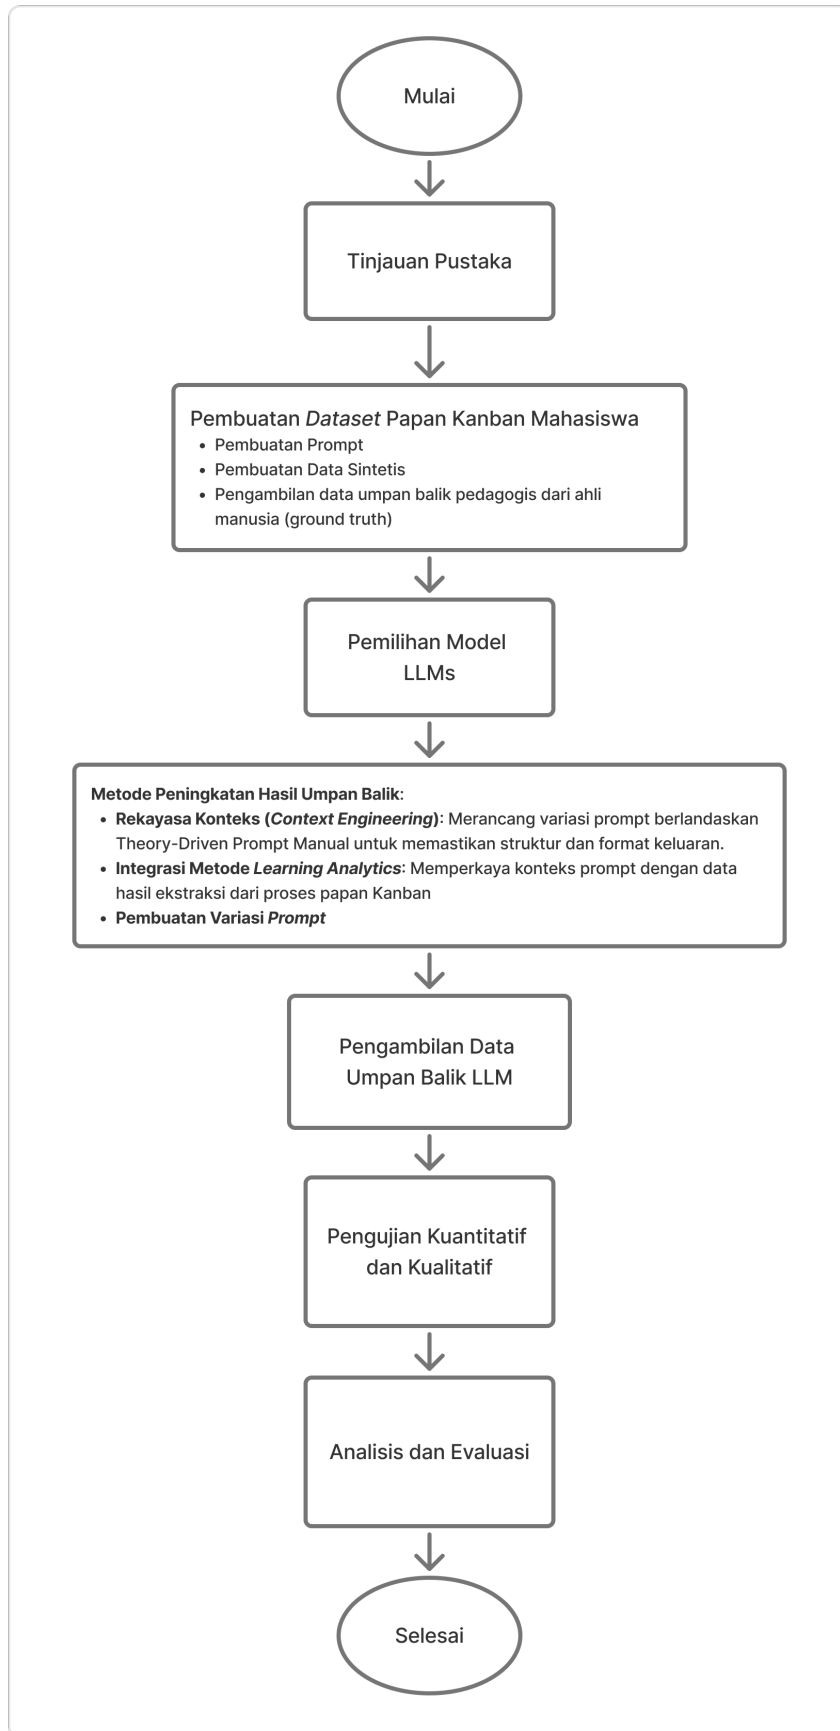 Mulai
Tinjauan Pustaka
Pembuatan Dataset Papan Kanban Mahasiswa
• Pembuatan Prompt
• Pembuatan Data Sintetis
• Pengambilan data umpan balik pedagogis dari ahli
manusia (ground truth)
Pemilihan Model
LLMs
Metode Peningkatan Hasil Umpan Balik:
• Rekayasa Konteks (Context Engineering): Merancang variasi prompt berlandaskan
Theory-Driven Prompt Manual untuk memastikan struktur dan format keluaran.
• Integrasi Metode Learning Analytics: Memperkaya konteks prompt dengan data
hasil ekstraksi dari proses papan Kanban
• Pembuatan Variasi Prompt
Pengambilan Data
Umpan Balik LLM
Pengujian Kuantitatif
dan Kualitatif
Analisis dan Evaluasi
Selesai